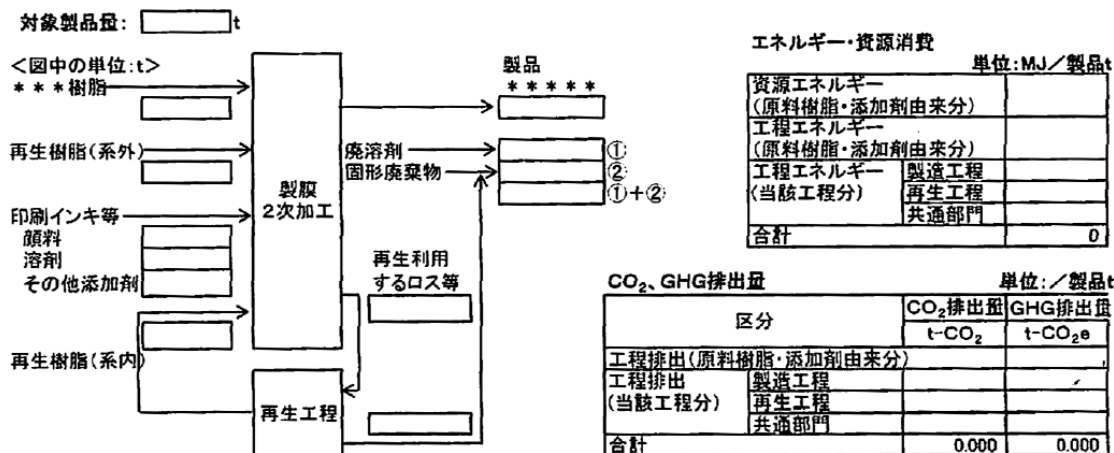 対象製品量: t
<図中の単位:t>
***樹脂
再生樹脂(系外)
印刷インキ等
顔料
溶剤
その他添加剤
再生樹脂(系内)
製膜
2次加工
再生工程
製品
*****
廃溶剤 ①
固形廃棄物 ②
①+②
再生利用
するロス等
エネルギー・資源消費
単位:MJ/製品t
資源エネルギー
(原料樹脂・添加剤由来分)
工程エネルギー
(原料樹脂・添加剤由来分)
工程エネルギー 製造工程
(当該工程分) 再生工程
共通部門
合計 0
CO₂、GHG排出量 単位:/製品t
区分 CO₂排出量 GHG排出量
t-CO₂ t-CO₂e
工程排出(原料樹脂・添加剤由来分)
工程排出 製造工程
(当該工程分) 再生工程
共通部門
合計 0.000 0.000